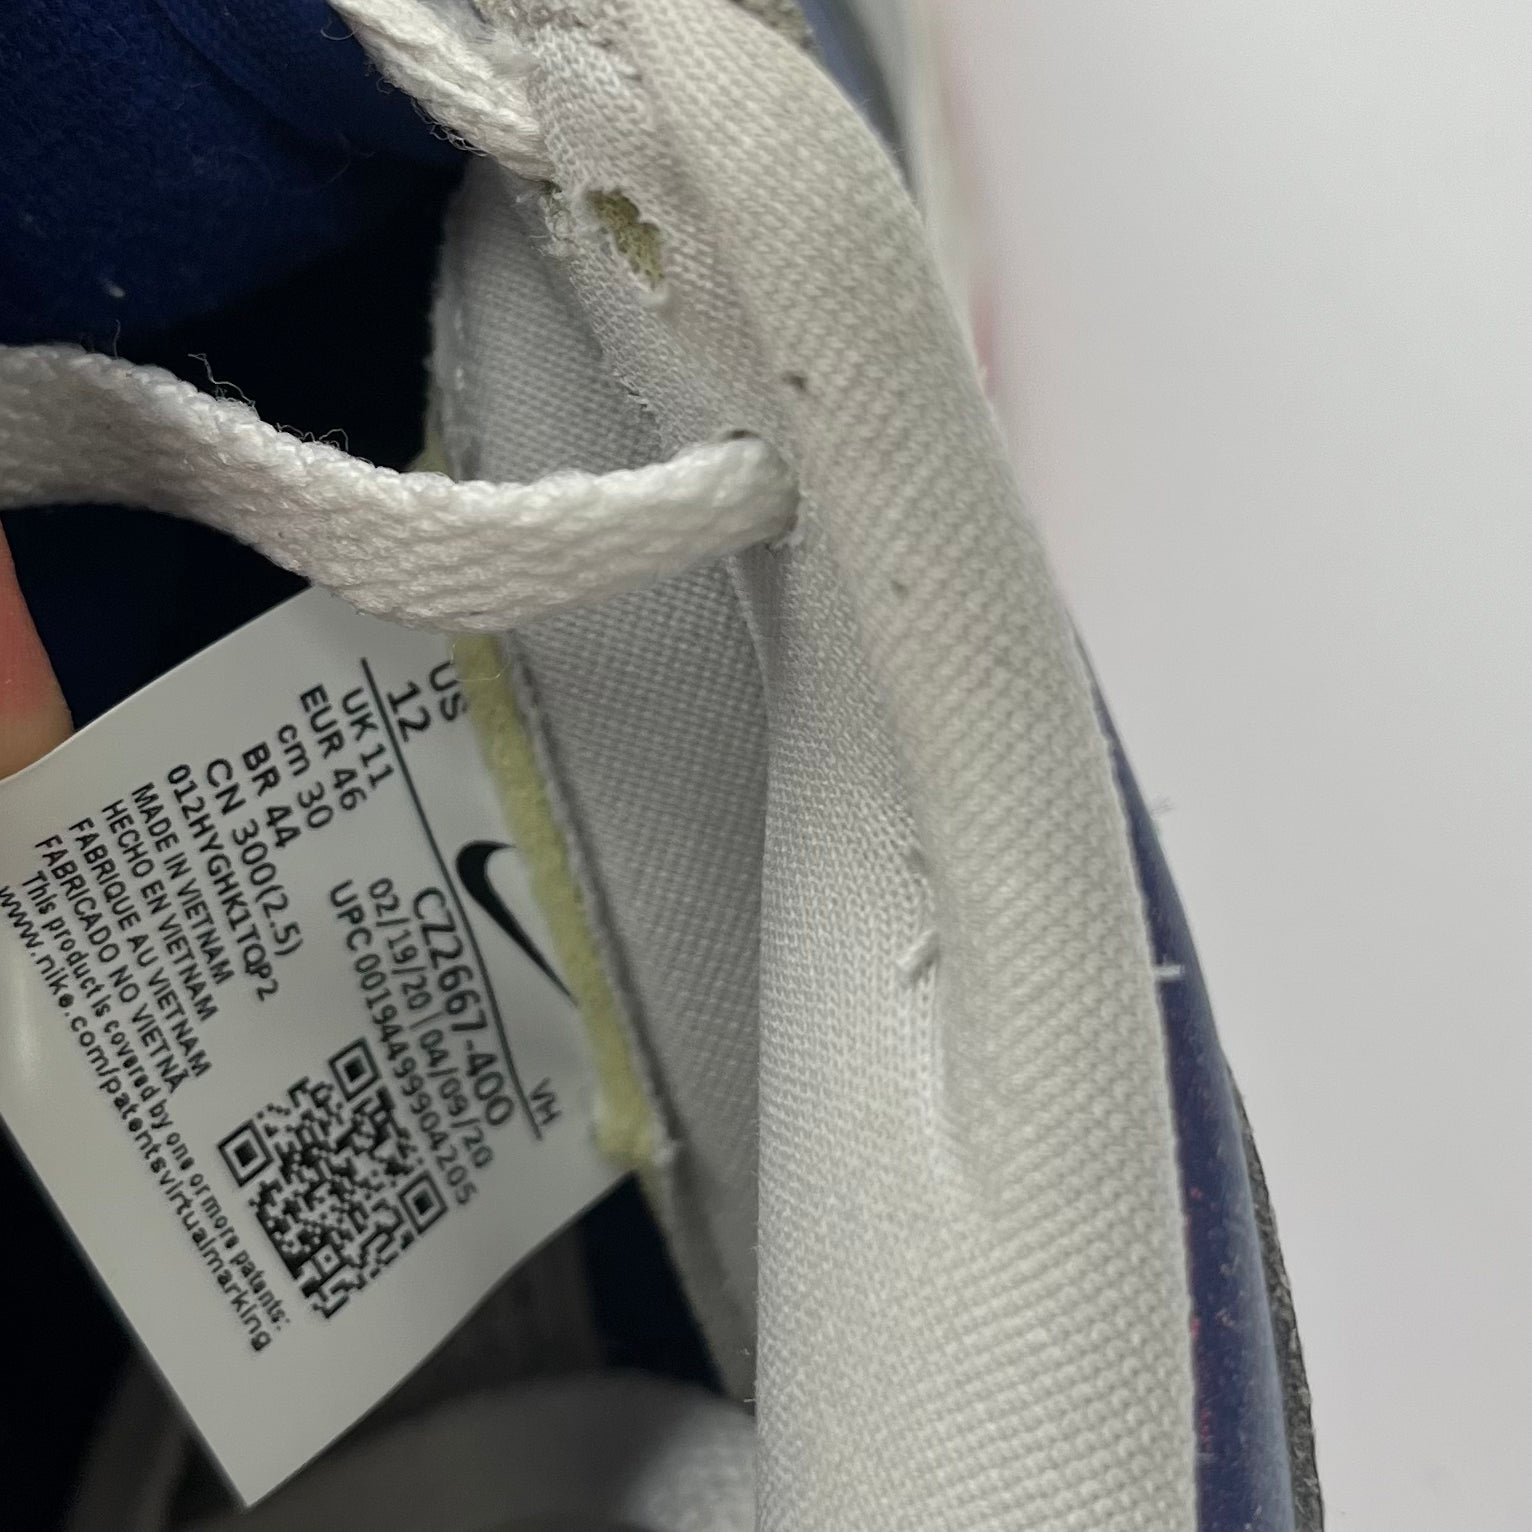 US
12
UK 11
EUR 46
cm 30
BR 44
CN 300(2.5)
012HYGHK1TQP2
MADE IN VIETNAM
HECHO EN VIETNAM
FABRIQUE AU VIETNAM
FABRICADO NO VIETNÃ
This product is covered by one or more patents:
www.nike.com/patentsvirtualmarking
VH
CZ2667-400
02/19/20 | 04/09/20
UPC 00194499904205